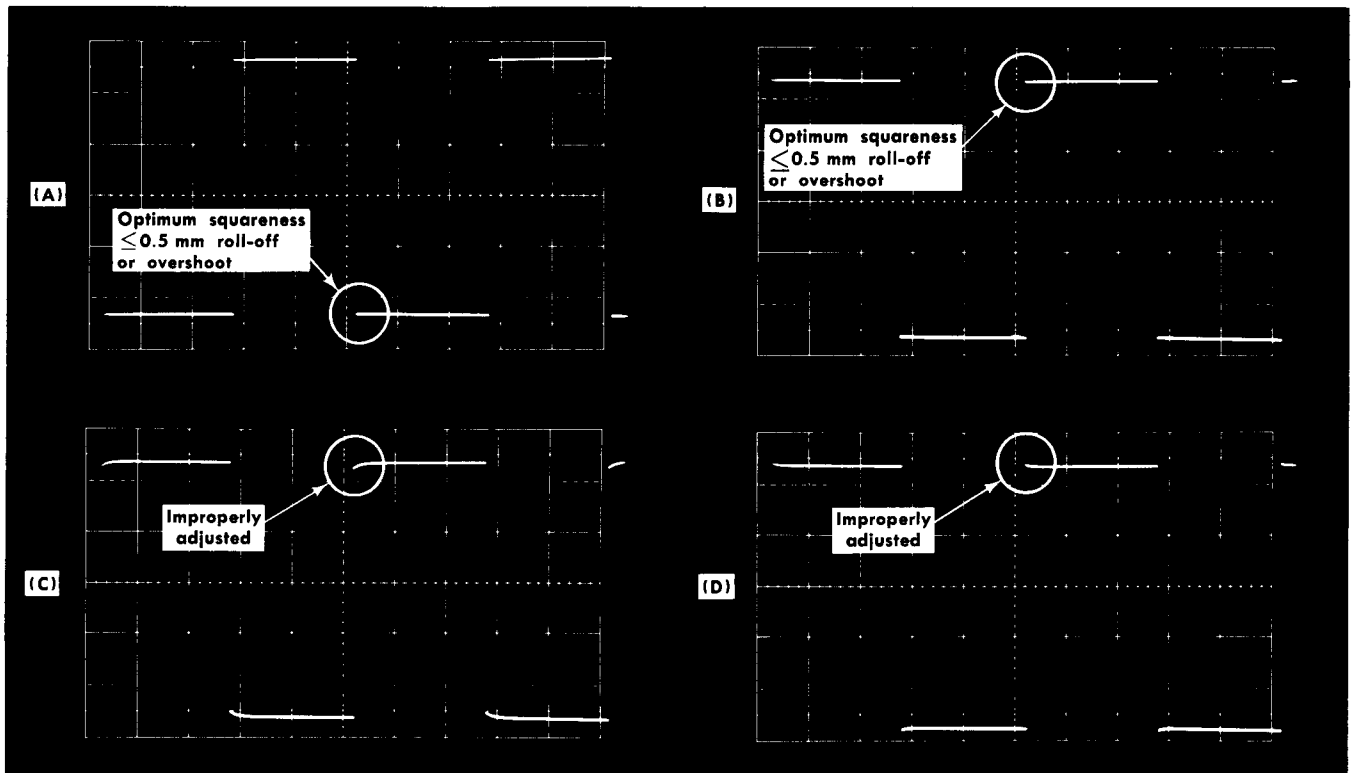 (A)
Optimum squareness
≤0.5 mm roll-off
or overshoot
(B)
Optimum squareness
≤0.5 mm roll-off
or overshoot
(C)
Improperly
adjusted
(D)
Improperly
adjusted